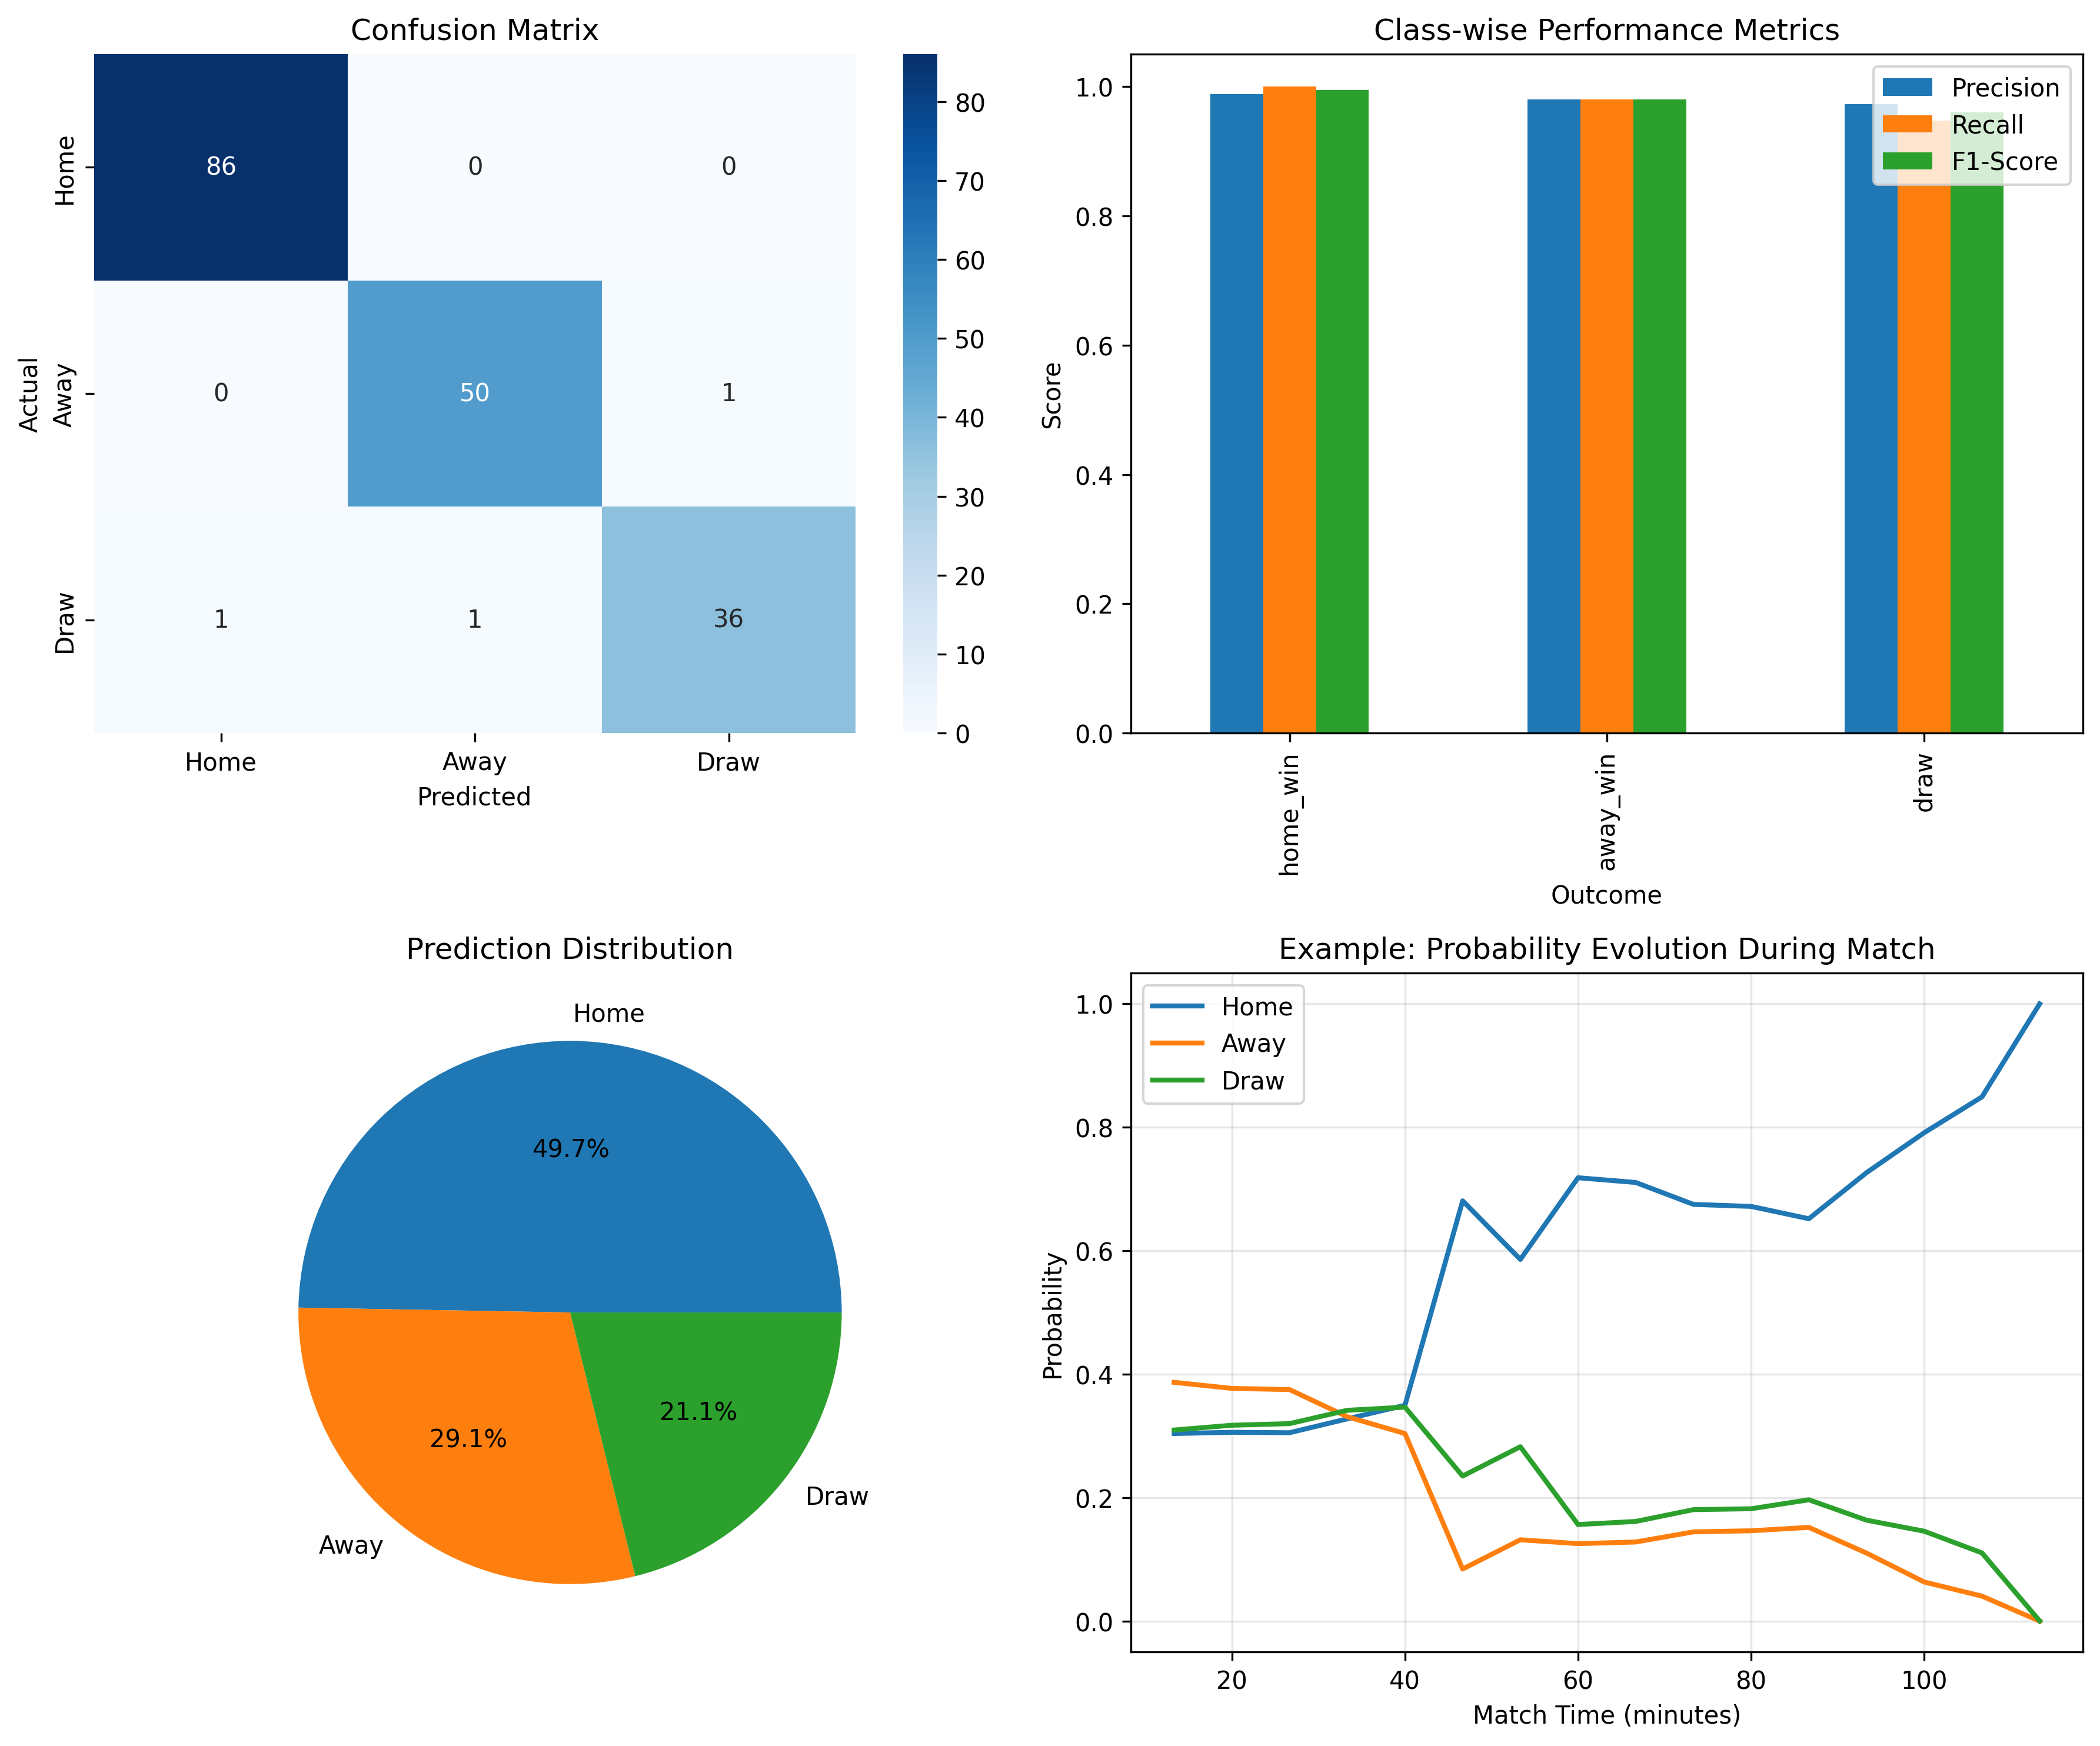 Confusion Matrix
Home
Away
Draw
Actual
86 0 0
0 50 1
1 1 36
Home Away Draw
Predicted
80
70
60
50
40
30
20
10
0
Class-wise Performance Metrics
Precision
Recall
F1-Score
1.0
0.8
0.6
0.4
0.2
0.0
Score
home_win
away_win
draw
Outcome
Prediction Distribution
Home
49.7%
29.1%
21.1%
Away
Draw
Example: Probability Evolution During Match
Home
Away
Draw
1.0
0.8
0.6
0.4
0.2
0.0
Probability
20 40 60 80 100
Match Time (minutes)